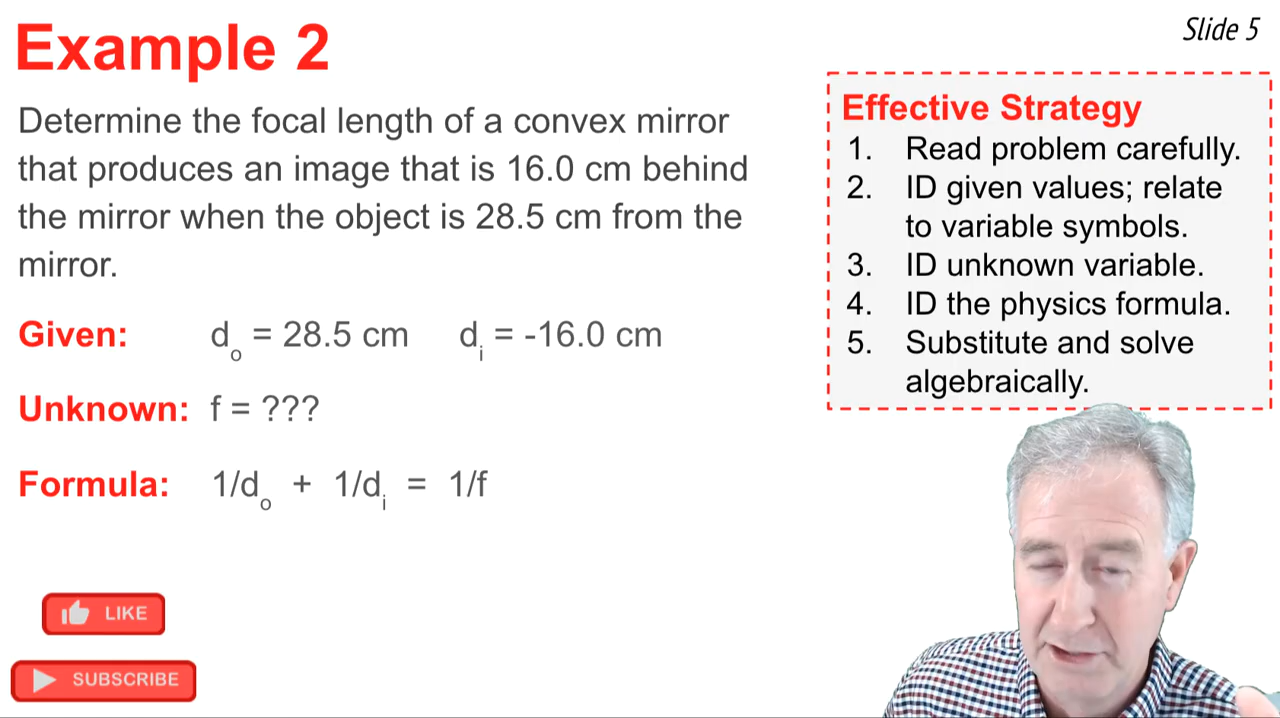 Slide 5
Example 2
Determine the focal length of a convex mirror
that produces an image that is 16.0 cm behind
the mirror when the object is 28.5 cm from the
mirror.
Given: do = 28.5 cm di = -16.0 cm
Unknown: f = ???
Formula: 1/do + 1/di = 1/f
Effective Strategy
1. Read problem carefully.
2. ID given values; relate
to variable symbols.
3. ID unknown variable.
4. ID the physics formula.
5. Substitute and solve
algebraically.
LIKE
SUBSCRIBE